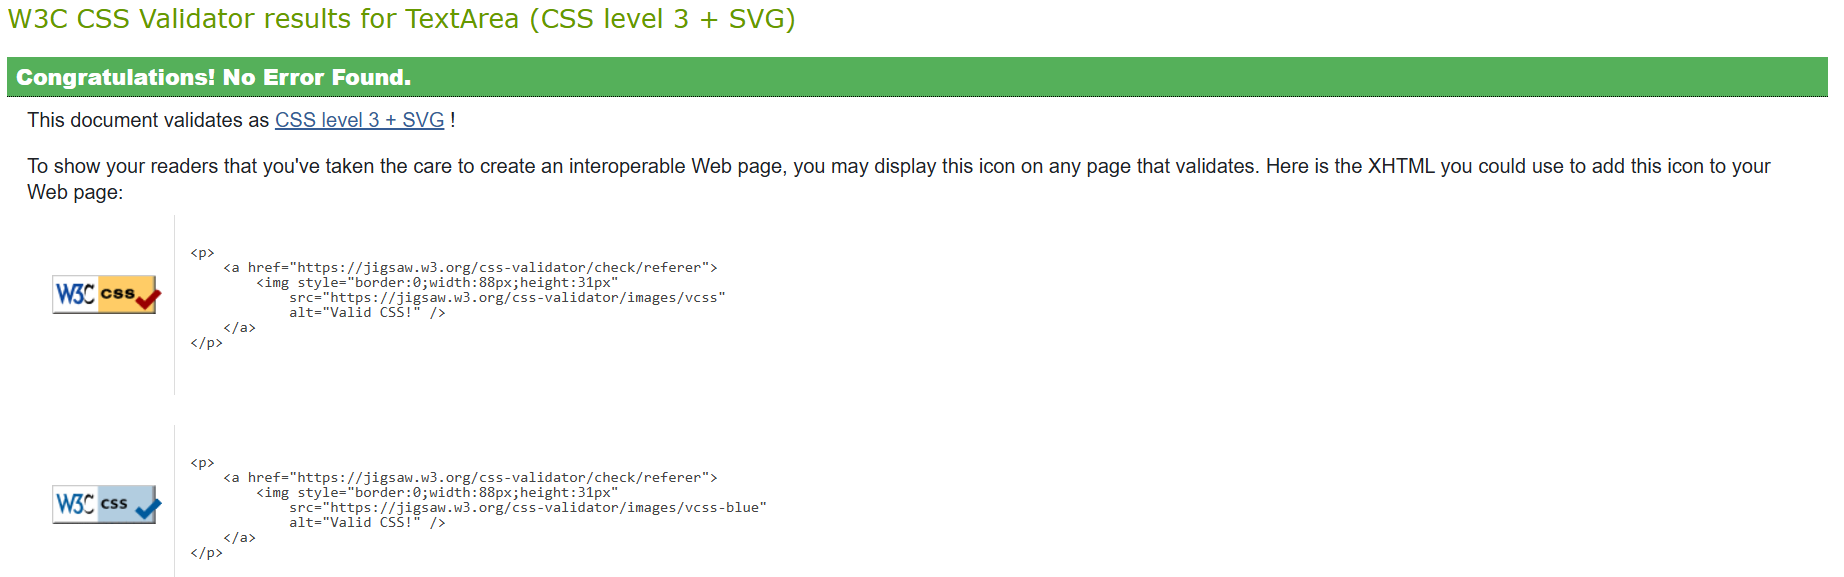 W3C CSS Validator results for TextArea (CSS level 3 + SVG)
Congratulations! No Error Found.
This document validates as CSS level 3 + SVG !
To show your readers that you've taken the care to create an interoperable Web page, you may display this icon on any page that validates. Here is the XHTML you could use to add this icon to your
Web page:
W3C css
<p>
    <a href="https://jigsaw.w3.org/css-validator/check/referer">
        <img style="border:0;width:88px;height:31px"
            src="https://jigsaw.w3.org/css-validator/images/vcss"
            alt="Valid CSS!" />
    </a>
</p>
W3C css
<p>
    <a href="https://jigsaw.w3.org/css-validator/check/referer">
        <img style="border:0;width:88px;height:31px"
            src="https://jigsaw.w3.org/css-validator/images/vcss-blue"
            alt="Valid CSS!" />
    </a>
</p>